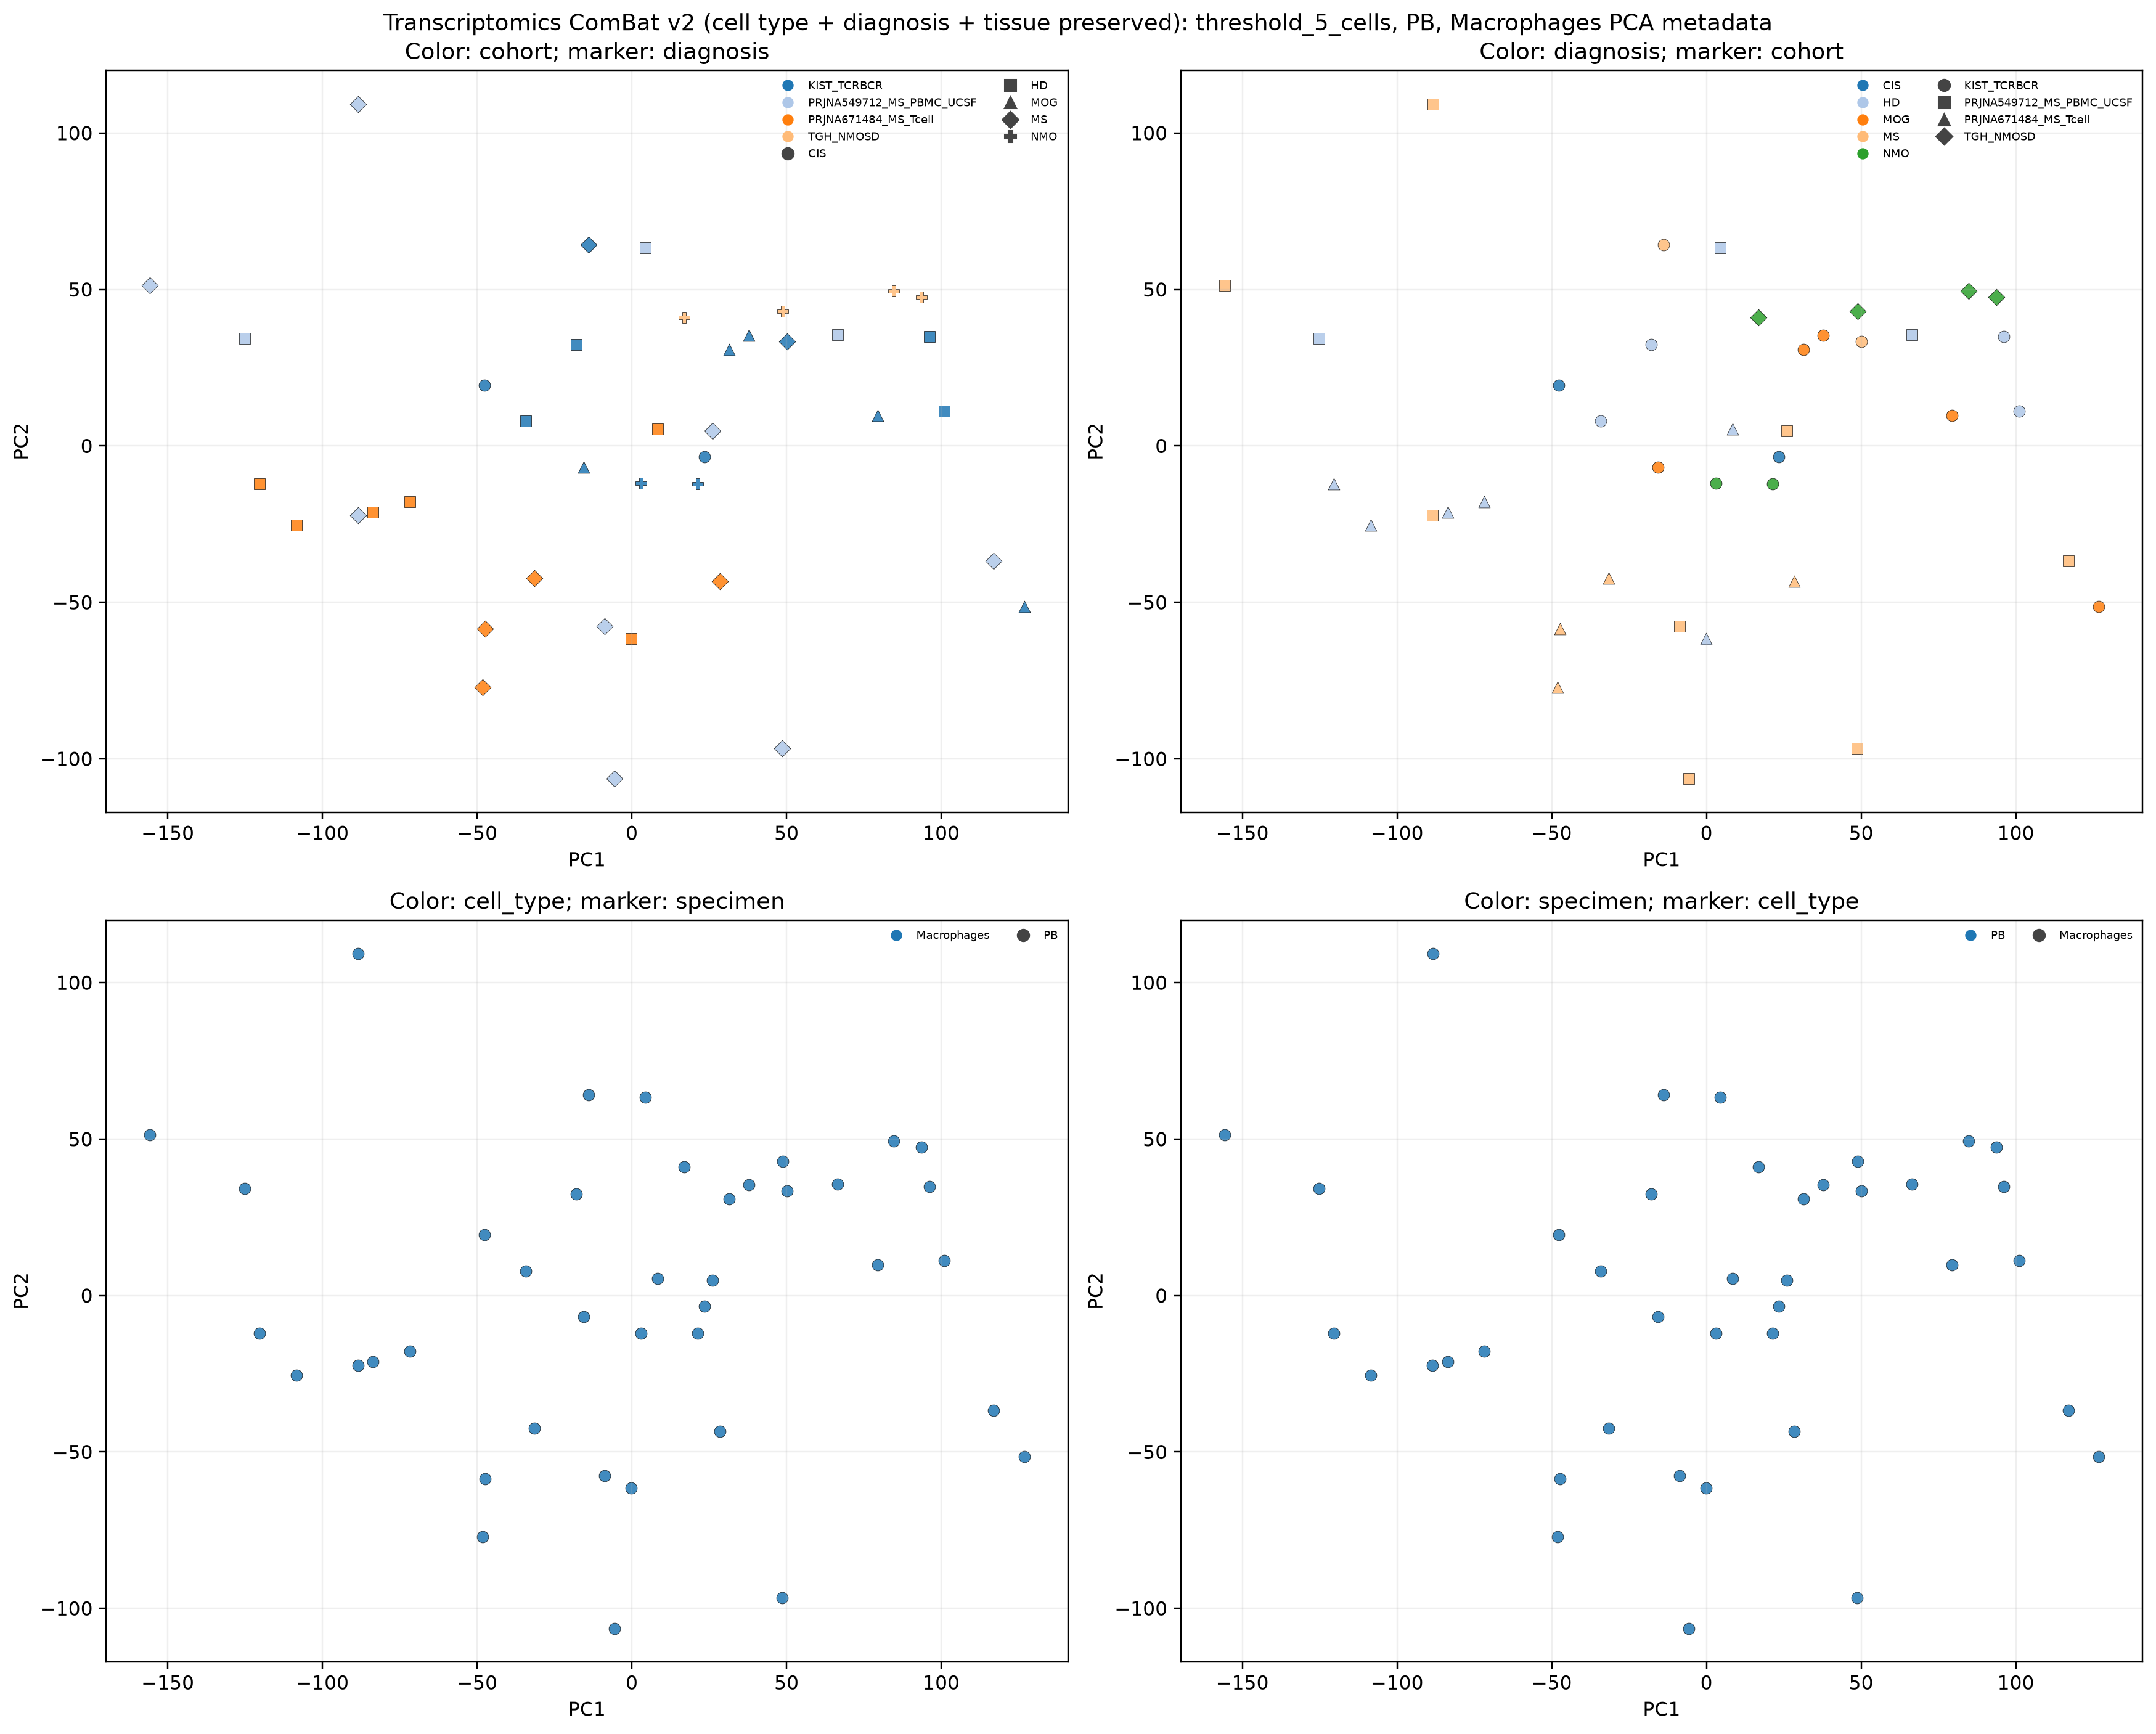 Transcriptomics ComBat v2 (cell type + diagnosis + tissue preserved): threshold_5_cells, PB, Macrophages PCA metadata
Color: cohort; marker: diagnosis
KIST_TCRBCR
PRJNA549712_MS_PBMC_UCSF
PRJNA671484_MS_Tcell
TGH_NMOSD
CIS
HD
MOG
MS
NMO
100
50
0
−50
−100
PC2
−150
−100
−50
0
50
100
PC1
Color: diagnosis; marker: cohort
CIS
HD
MOG
MS
NMO
KIST_TCRBCR
PRJNA549712_MS_PBMC_UCSF
PRJNA671484_MS_Tcell
TGH_NMOSD
100
50
0
−50
−100
PC2
−150
−100
−50
0
50
100
PC1
Color: cell_type; marker: specimen
Macrophages
PB
100
50
0
−50
−100
PC2
−150
−100
−50
0
50
100
PC1
Color: specimen; marker: cell_type
PB
Macrophages
100
50
0
−50
−100
PC2
−150
−100
−50
0
50
100
PC1